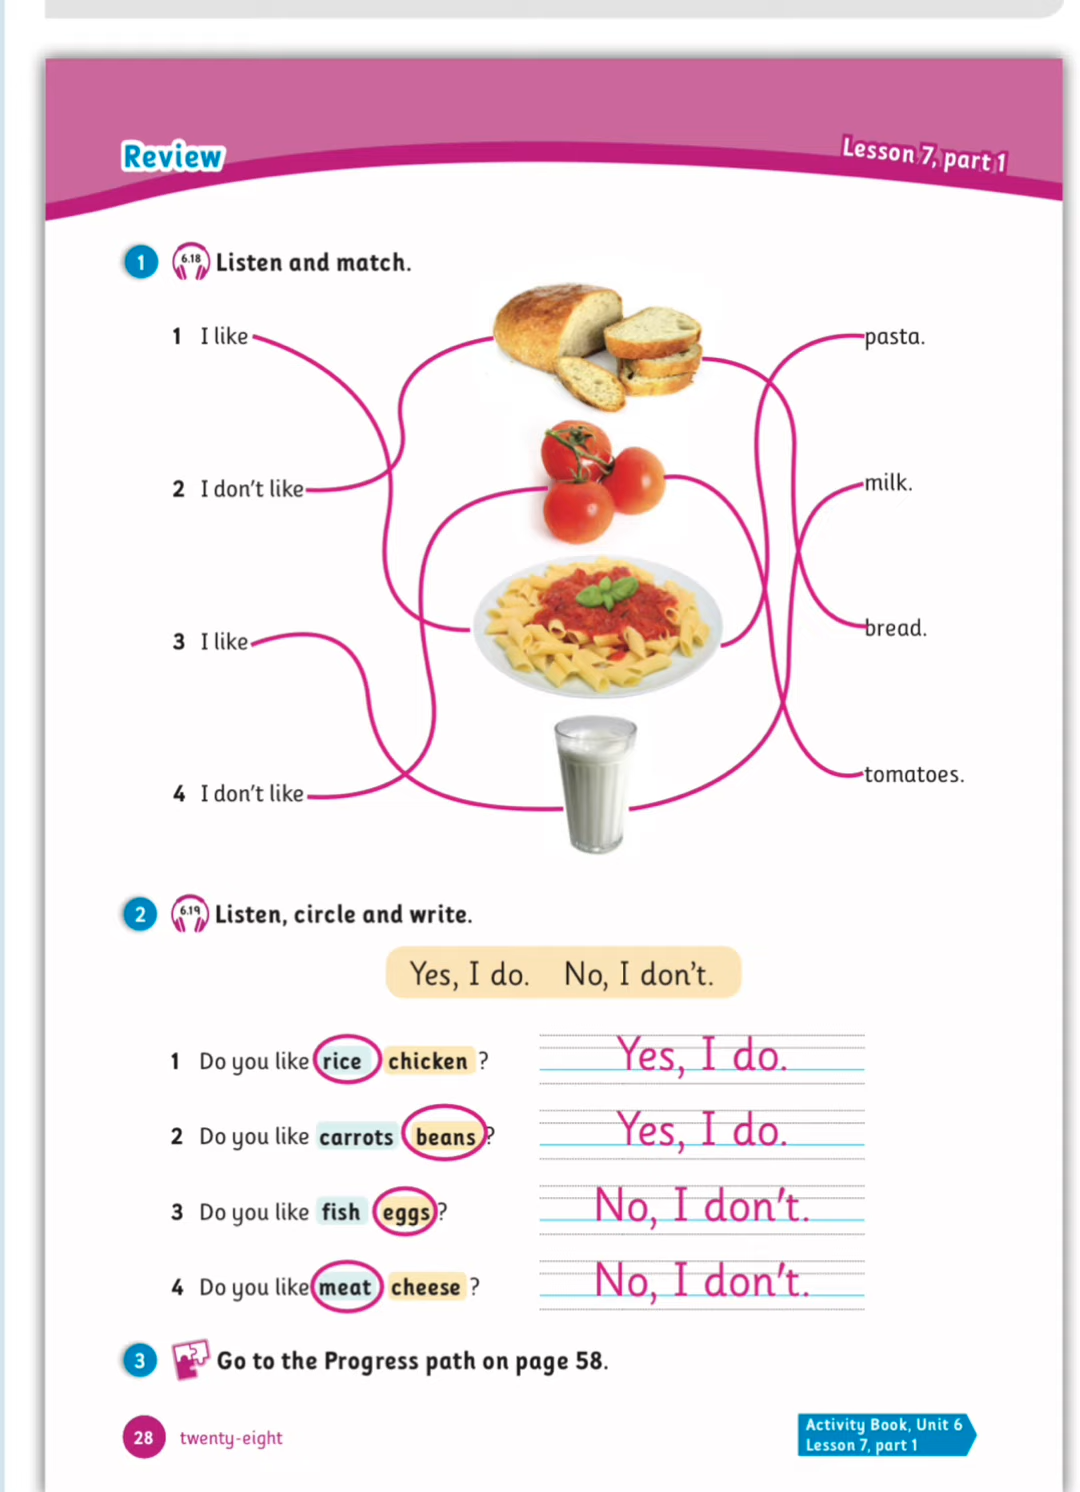 Review
Lesson 7, part 1
1 6.18 Listen and match.
1 I like
pasta.
2 I don't like
milk.
3 I like
bread.
4 I don't like
tomatoes.
2 6.19 Listen, circle and write.
Yes, I do. No, I don't.
1 Do you like rice chicken ? Yes, I do.
2 Do you like carrots beans ? Yes, I do.
3 Do you like fish eggs ? No, I don't.
4 Do you like meat cheese ? No, I don't.
3 Go to the Progress path on page 58.
28 twenty-eight
Activity Book, Unit 6
Lesson 7, part 1